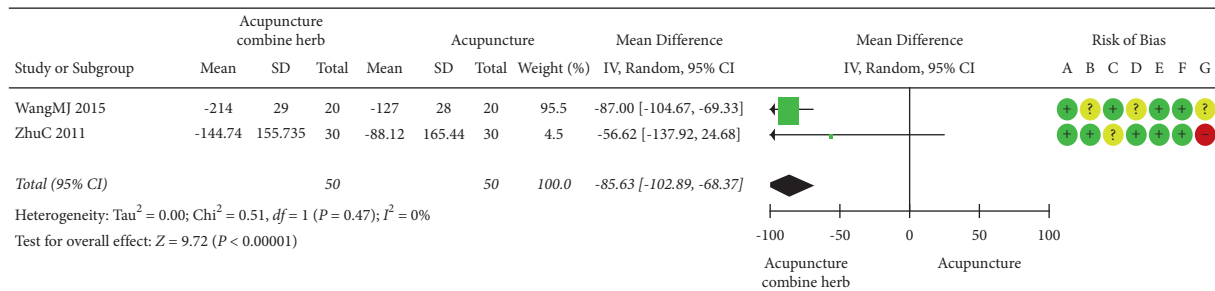 Acupuncture combine herb Acupuncture Mean Difference Mean Difference Risk of Bias
Study or Subgroup Mean SD Total Mean SD Total Weight (%) IV, Random, 95% CI IV, Random, 95% CI A B C D E F G
WangMJ 2015 -214 29 20 -127 28 20 95.5 -87.00 [-104.67, -69.33] + ? + ? + + ?
ZhuC 2011 -144.74 155.735 30 -88.12 165.44 30 4.5 -56.62 [-137.92, 24.68] + + ? + + + −
Total (95% CI) 50 50 100.0 -85.63 [-102.89, -68.37]
Heterogeneity: Tau² = 0.00; Chi² = 0.51, df = 1 (P = 0.47); I² = 0%
Test for overall effect: Z = 9.72 (P < 0.00001)
-100 -50 0 50 100
Acupuncture combine herb Acupuncture